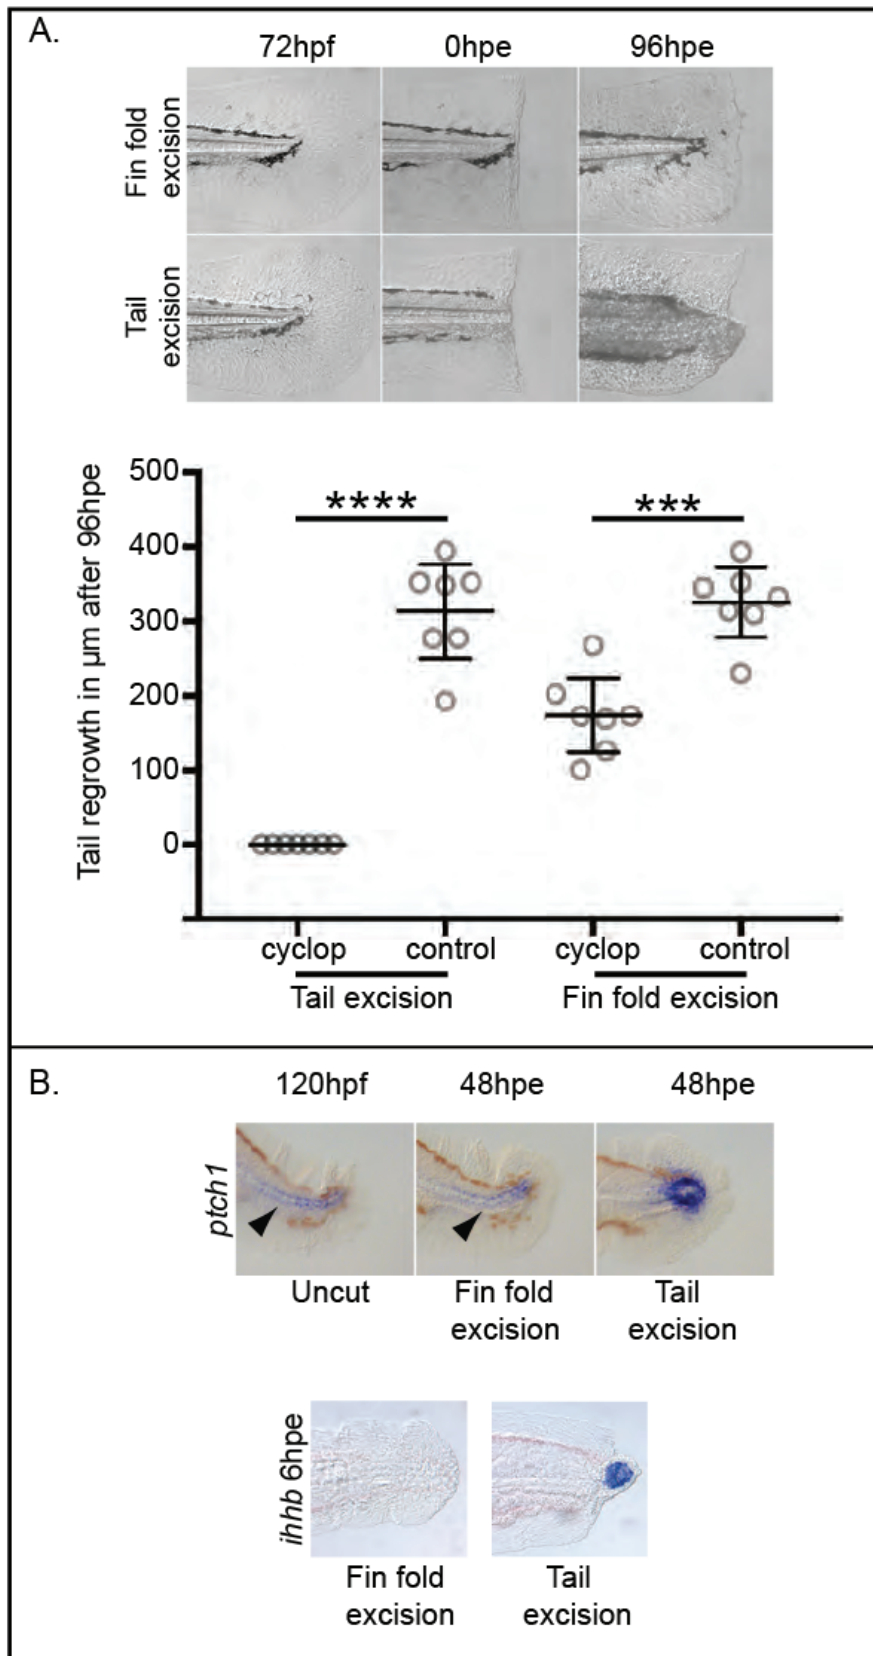 A.
72hpf 0hpe 96hpe
Fin fold
excision
Tail
excision
Tail regrowth in µm after 96hpe
500
400
300
200
100
0
**** ***
cyclop control cyclop control
Tail excision Fin fold excision
B.
120hpf 48hpe 48hpe
ptch1
Uncut Fin fold Tail
excision excision
ihhb 6hpe
Fin fold Tail
excision excision